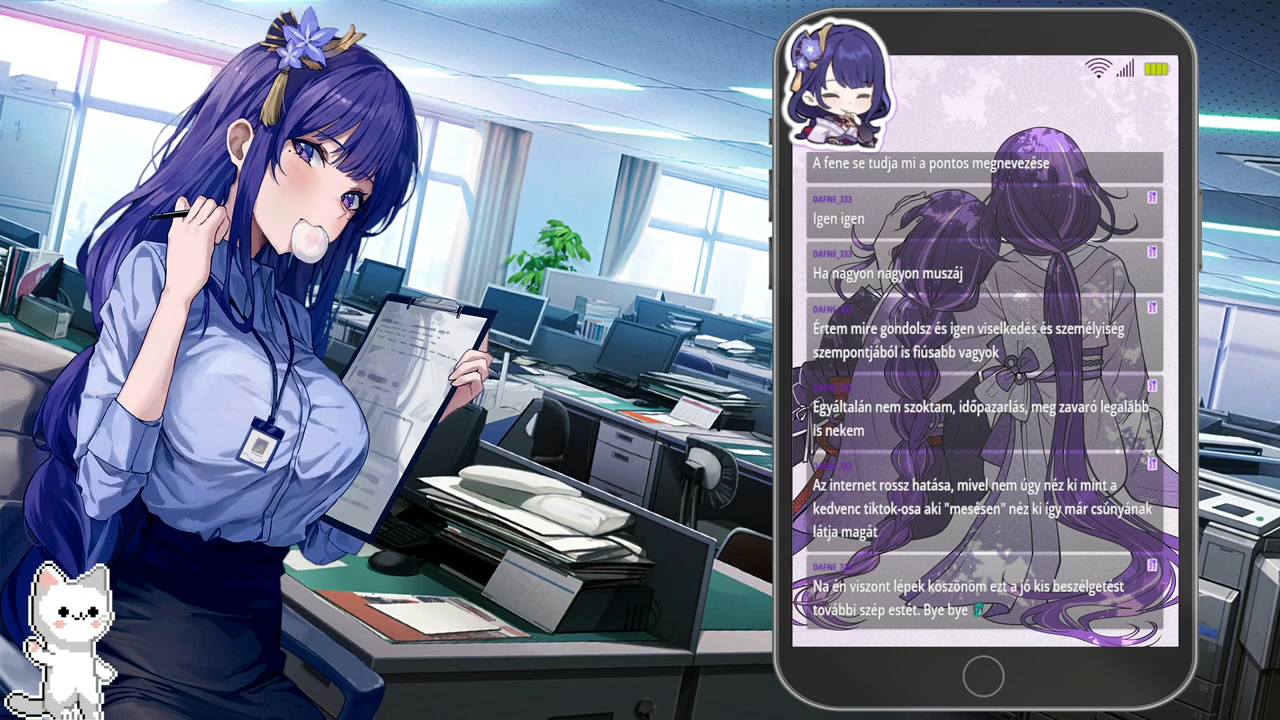 A fene se tudja mi a pontos megnevezése
DAFNE_333
Igen igen
DAFNE_333
Ha nagyon nagyon muszáj
Értem mire gondolsz és igen viselkedés és személyiség
szempontjából is fiúsabb vagyok
Egyáltalán nem szoktam, időpazarlás, meg zavaró legalább
is nekem
Az internet rossz hatása, mivel nem úgy néz ki mint a
kedvenc tiktok-osa aki "mesésen" néz ki így már csúnyának
látja magát
DAFNE_333
Na én viszont lépek köszönöm ezt a jó kis beszélgetést
további szép estét. Bye bye